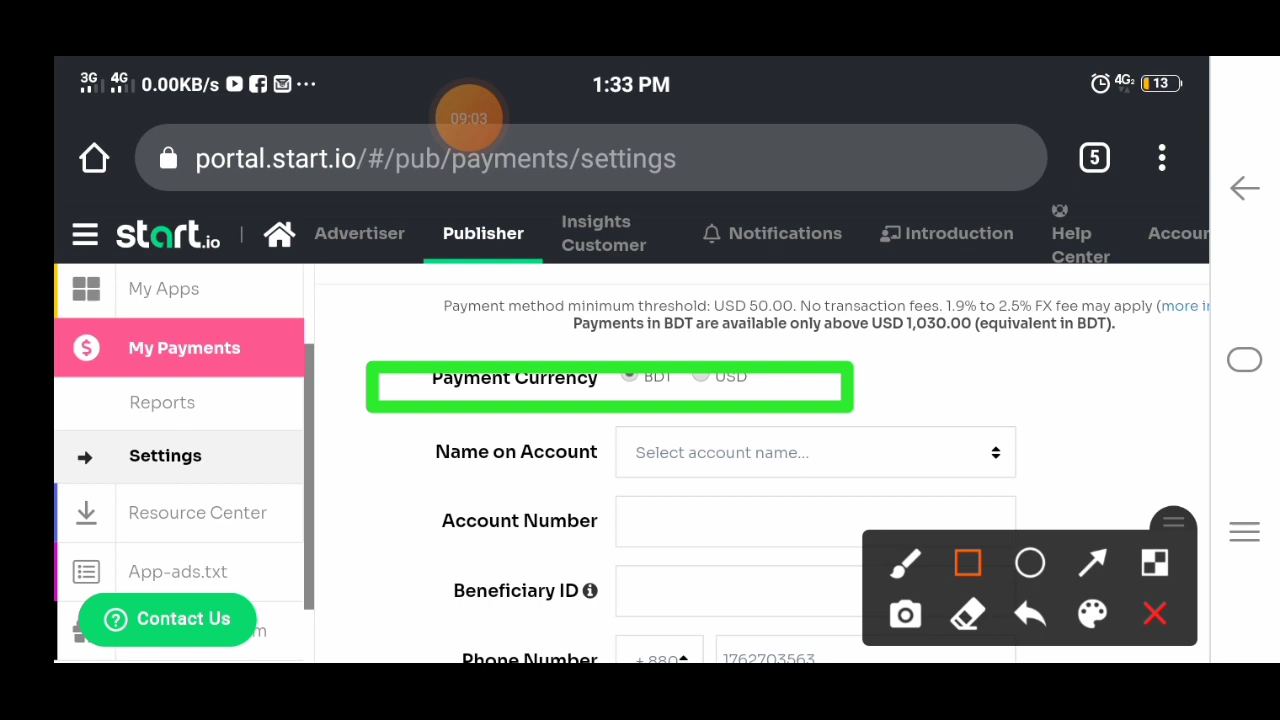 3G 4G 0.00KB/s ... 1:33 PM 4G2 13
09:03
portal.start.io/#/pub/payments/settings 5
start.io | Advertiser Publisher Insights Customer Notifications Introduction Help Center Accoun
My Apps
My Payments
Reports
Settings
Resource Center
App-ads.txt
m
Contact Us
Payment method minimum threshold: USD 50.00. No transaction fees. 1.9% to 2.5% FX fee may apply (more in
Payments in BDT are available only above USD 1,030.00 (equivalent in BDT).
Payment Currency BDT USD
Name on Account Select account name...
Account Number
Beneficiary ID
Phone Number +880 1762703563